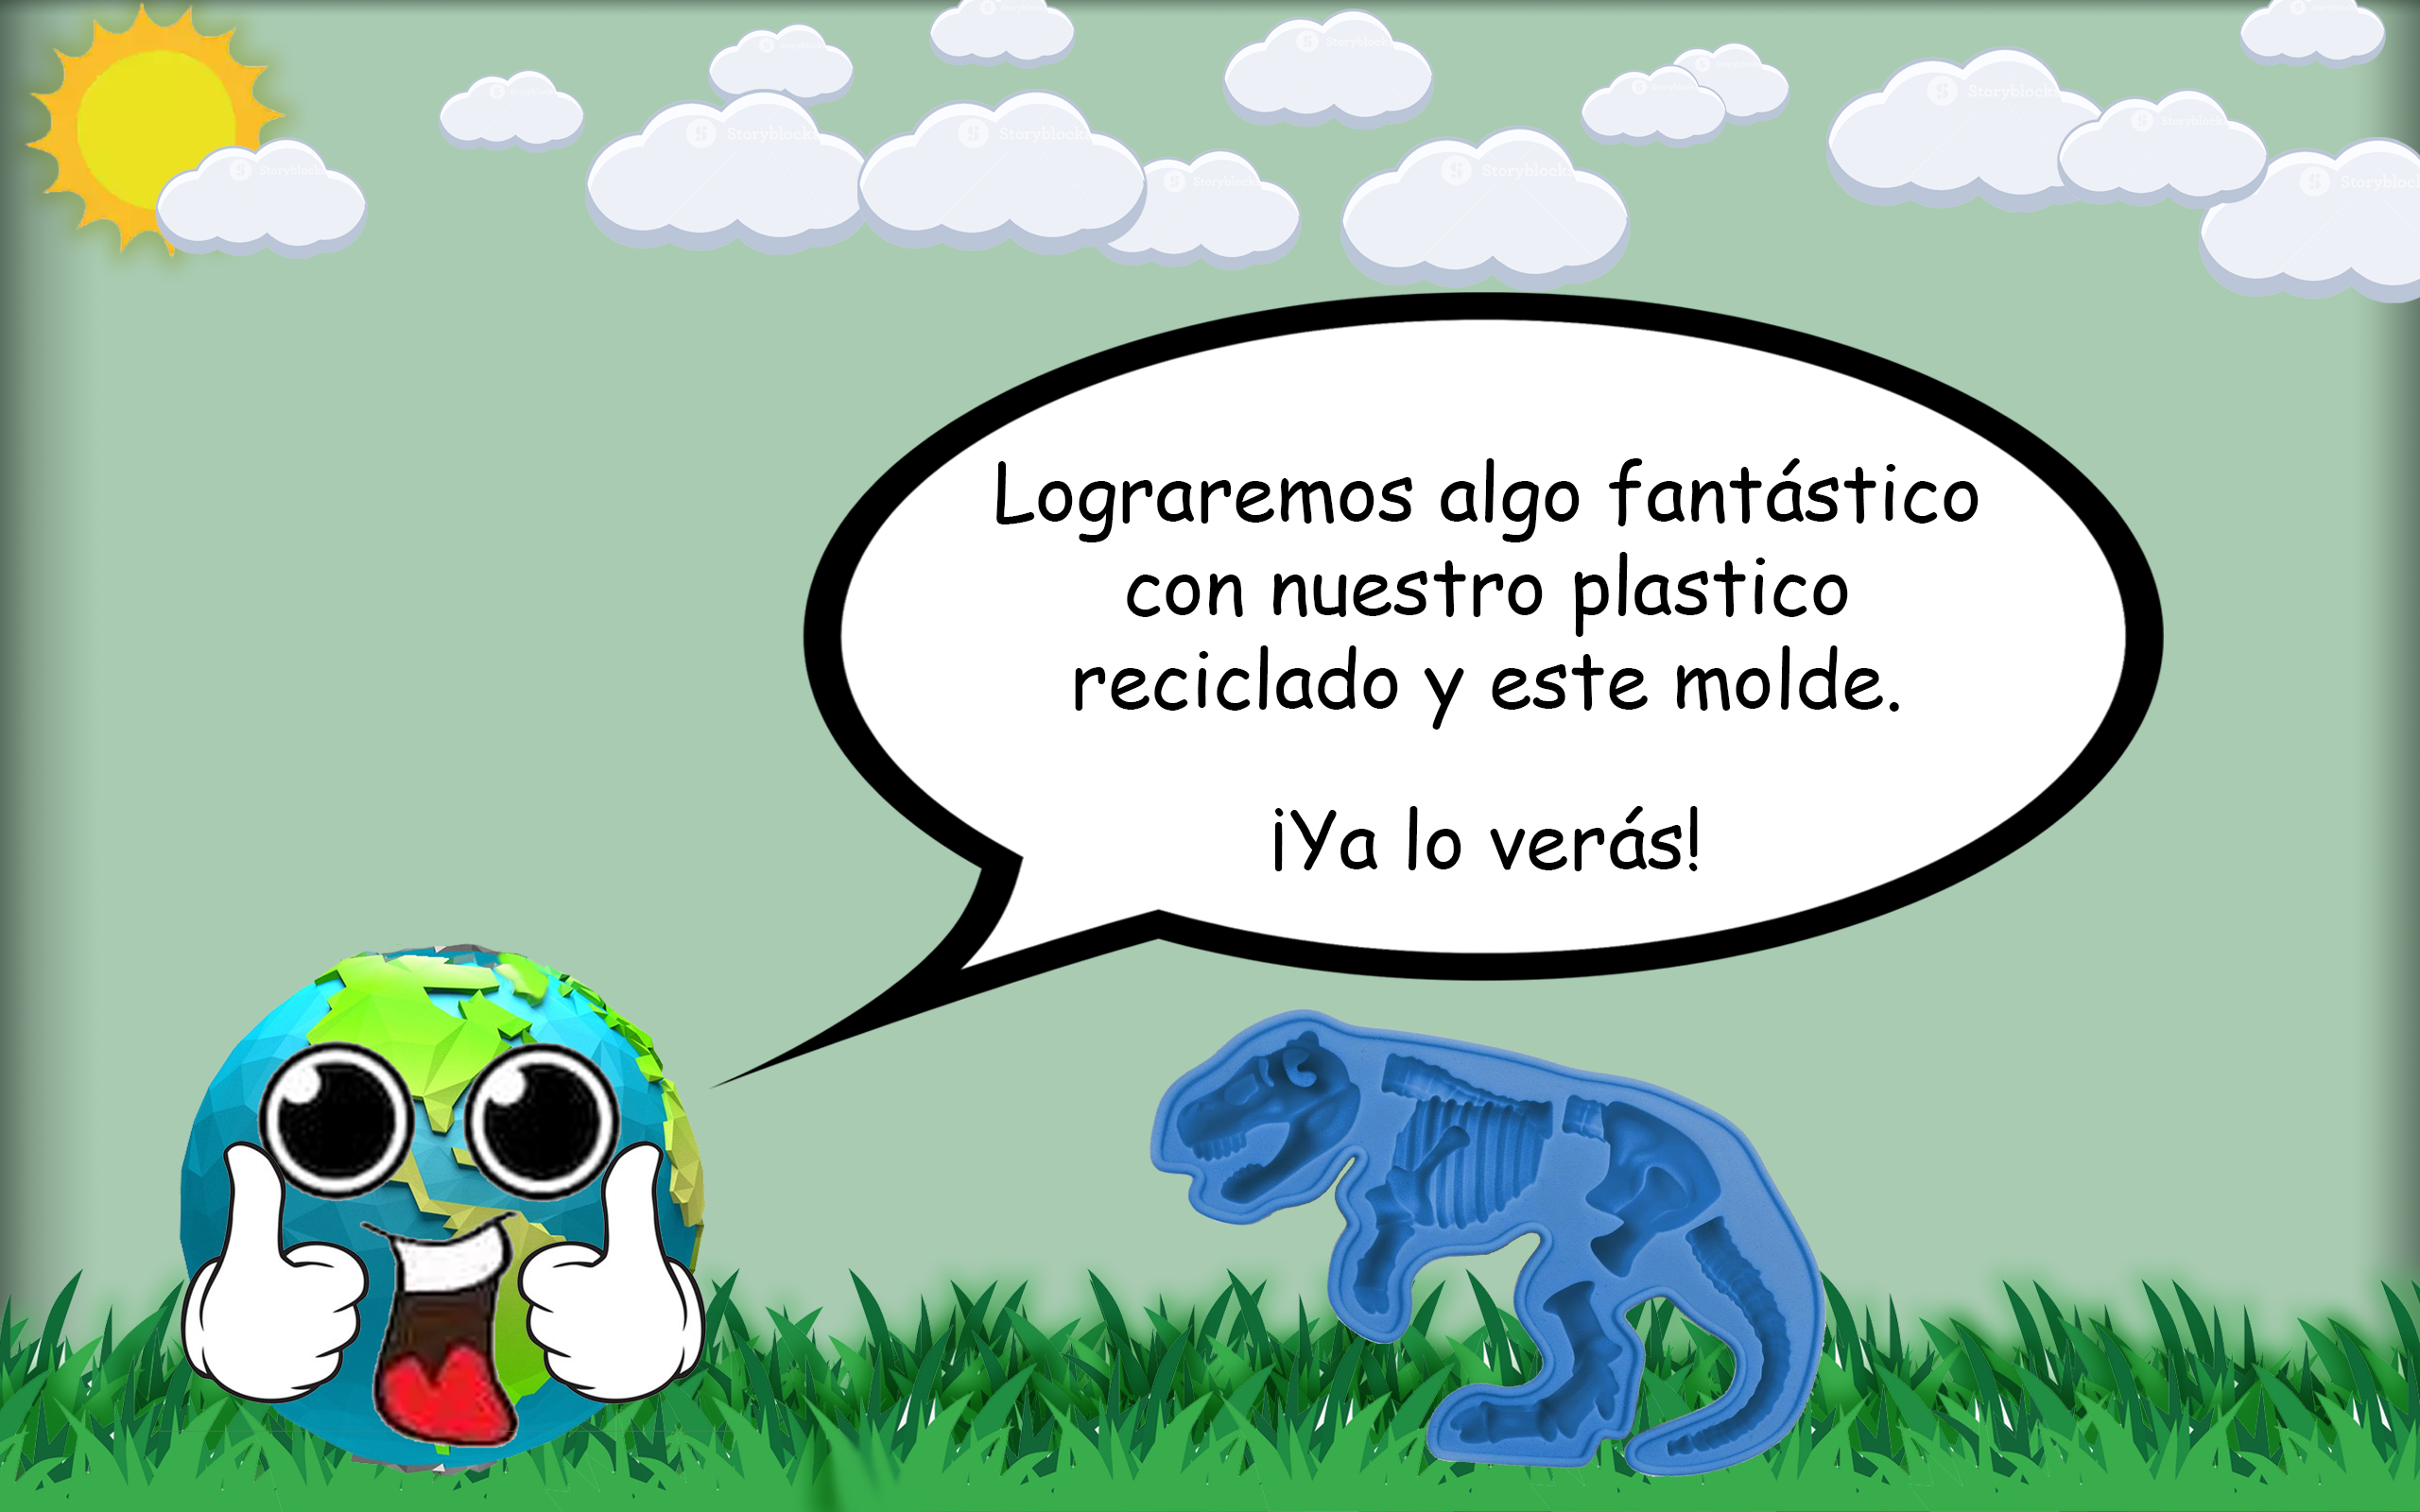 Lograremos algo fantástico
con nuestro plastico
reciclado y este molde.
¡Ya lo verás!